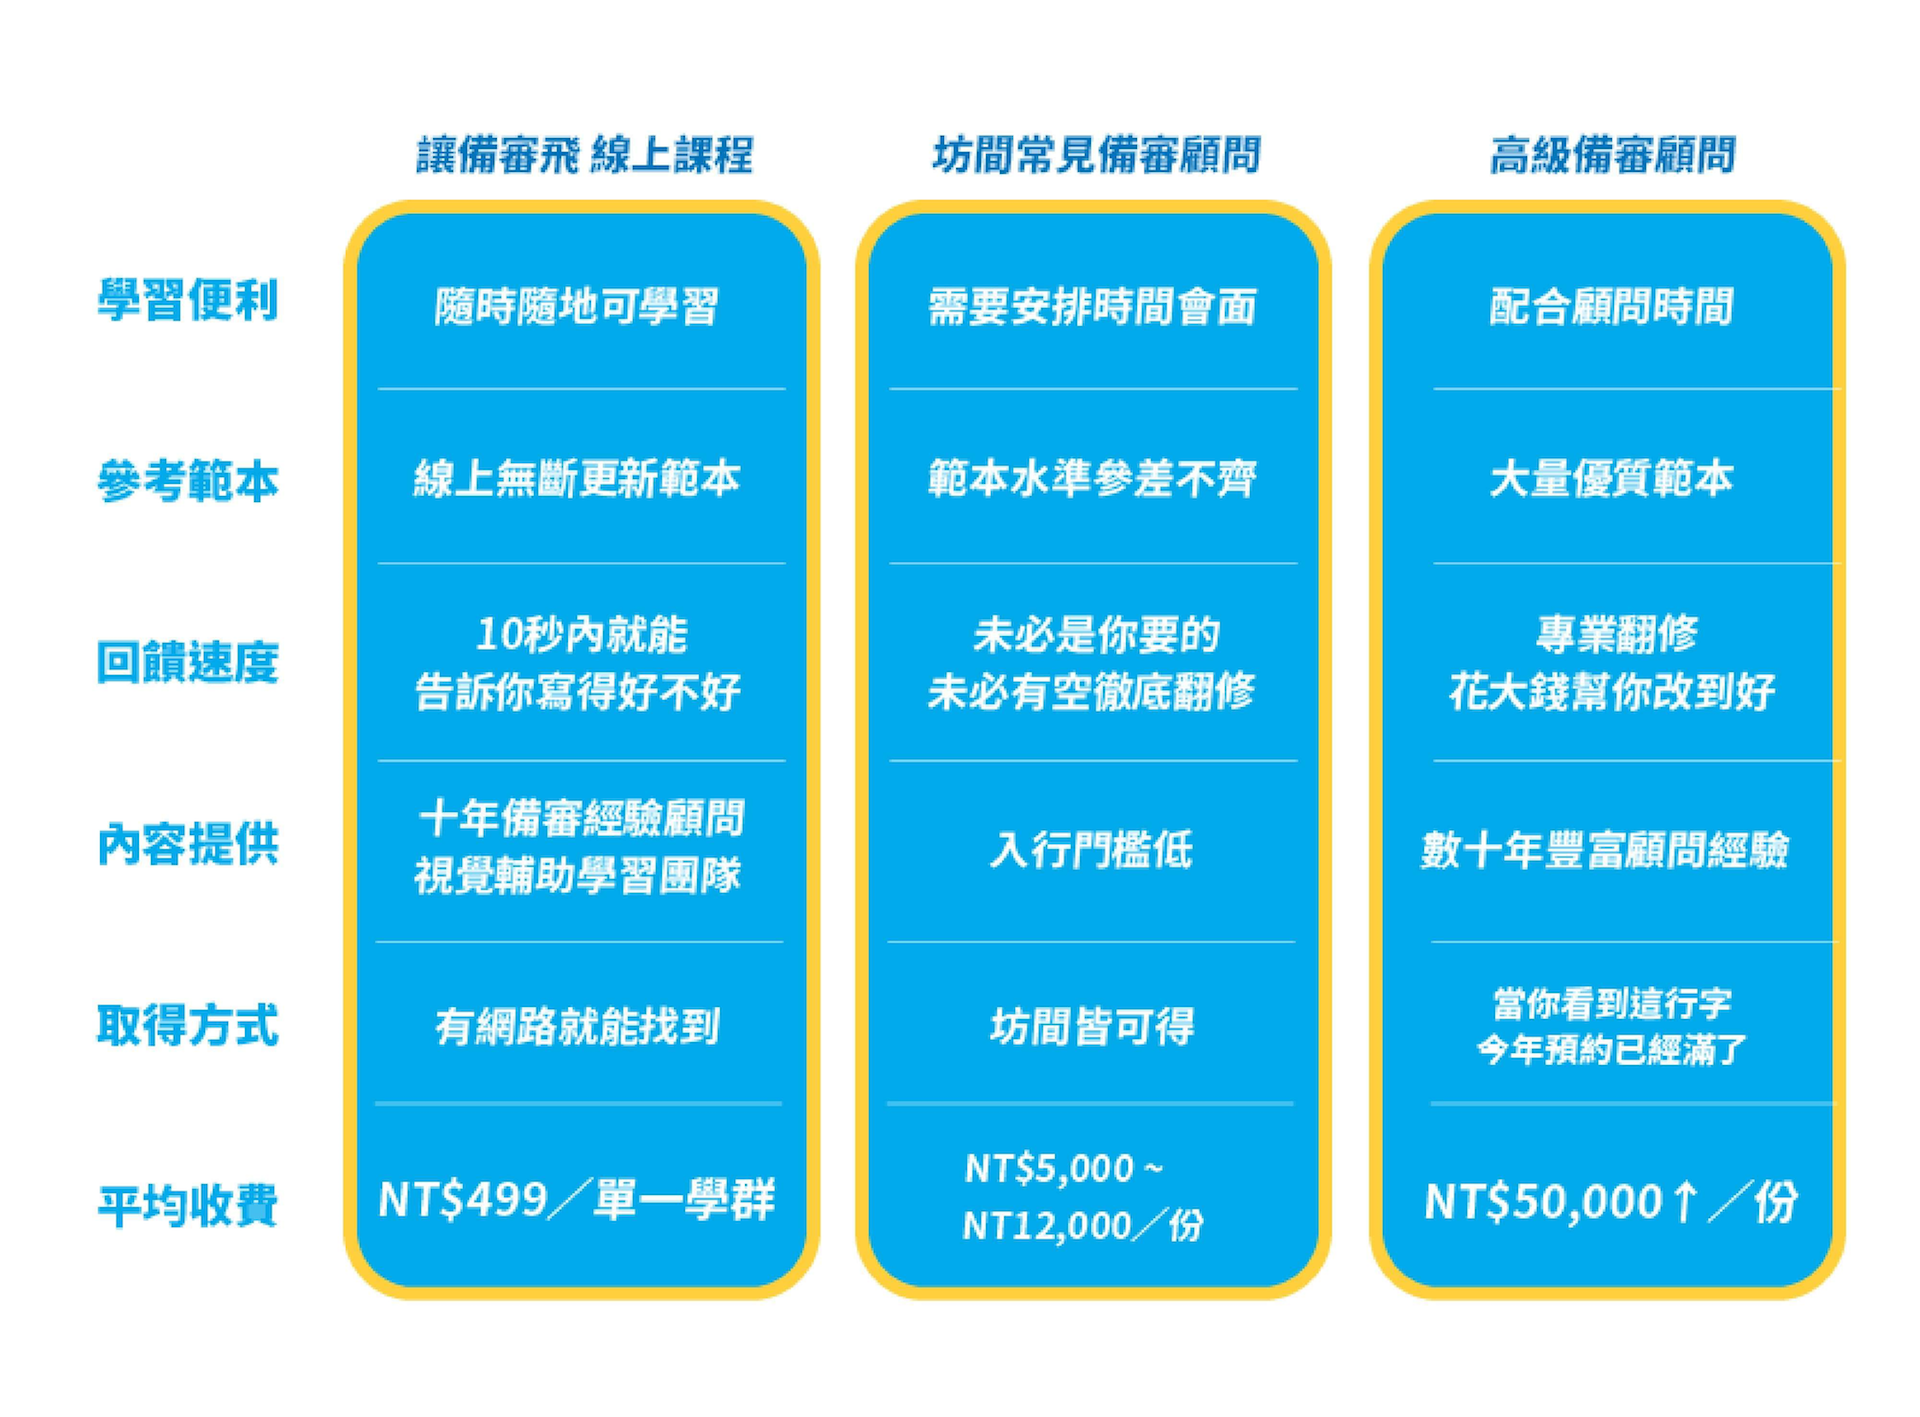 讓備審飛 線上課程
坊間常見備審顧問
高級備審顧問
學習便利
隨時隨地可學習
需要安排時間會面
配合顧問時間
參考範本
線上無斷更新範本
範本水準參差不齊
大量優質範本
回饋速度
10秒內就能
告訴你寫得好不好
未必是你要的
未必有空徹底翻修
專業翻修
花大錢幫你改到好
內容提供
十年備審經驗顧問
視覺輔助學習團隊
入行門檻低
數十年豐富顧問經驗
取得方式
有網路就能找到
坊間皆可得
當你看到這行字
今年預約已經滿了
平均收費
NT$499／單一學群
NT$5,000 ~
NT12,000／份
NT$50,000↑／份